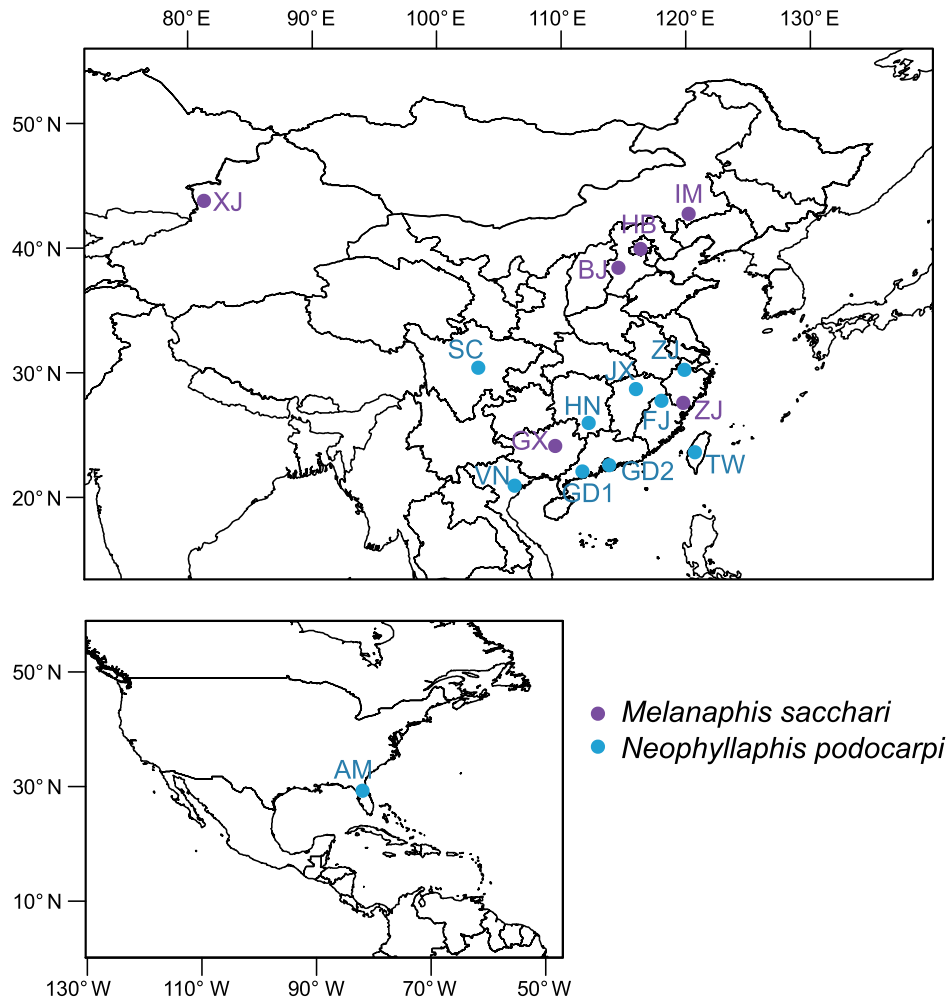 80° E 90° E 100° E 110° E 120° E 130° E
50° N
XJ
IM
HB
40° N
BJ
SC
ZJ
30° N
JX
HN
ZJ
FJ
GX
TW
VN
GD2
GD1
20° N
50° N
Melanaphis sacchari
Neophyllaphis podocarpi
AM
30° N
10° N
130° W 110° W 90° W 70° W 50° W